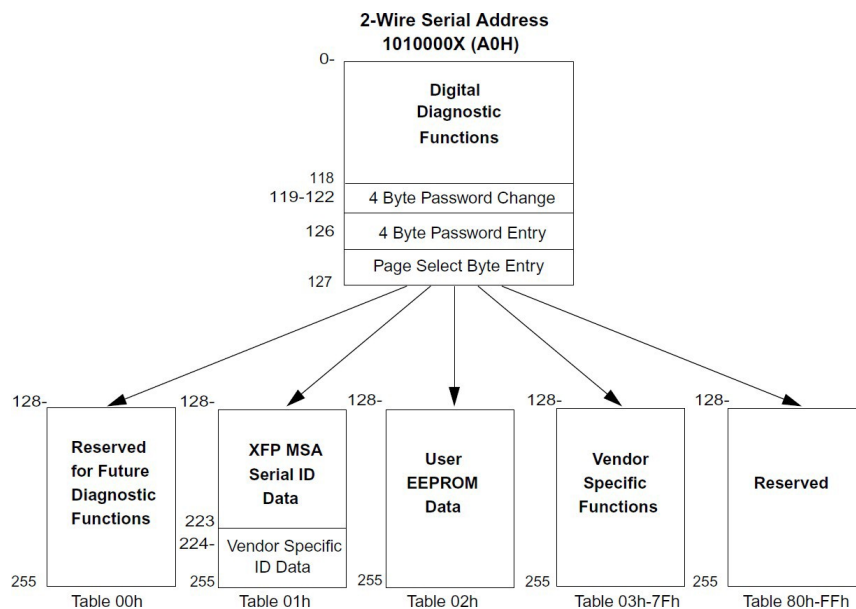 2-Wire Serial Address
1010000X (A0H)
0-
Digital
Diagnostic
Functions
118
119-122
4 Byte Password Change
126
4 Byte Password Entry
Page Select Byte Entry
127
128-
Reserved
for Future
Diagnostic
Functions
255
Table 00h
128-
XFP MSA
Serial ID
Data
223
224-
Vendor Specific
ID Data
255
Table 01h
128-
User
EEPROM
Data
255
Table 02h
128-
Vendor
Specific
Functions
255
Table 03h-7Fh
128-
Reserved
255
Table 80h-FFh